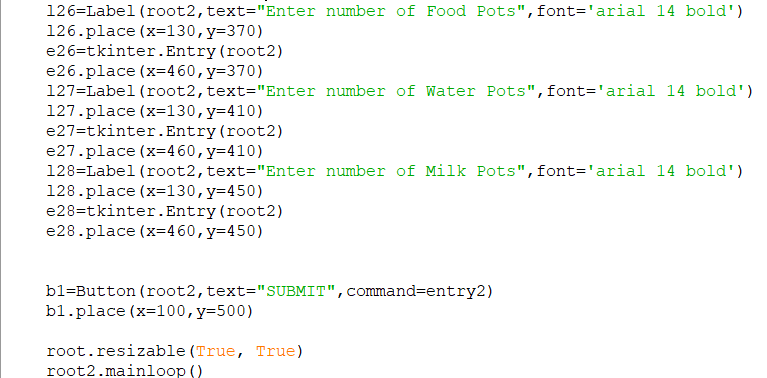 l26=Label(root2,text="Enter number of Food Pots",font='arial 14 bold')
l26.place(x=130,y=370)
e26=tkinter.Entry(root2)
e26.place(x=460,y=370)
l27=Label(root2,text="Enter number of Water Pots",font='arial 14 bold')
l27.place(x=130,y=410)
e27=tkinter.Entry(root2)
e27.place(x=460,y=410)
l28=Label(root2,text="Enter number of Milk Pots",font='arial 14 bold')
l28.place(x=130,y=450)
e28=tkinter.Entry(root2)
e28.place(x=460,y=450)
b1=Button(root2,text="SUBMIT",command=entry2)
b1.place(x=100,y=500)
root.resizable(True, True)
root2.mainloop()